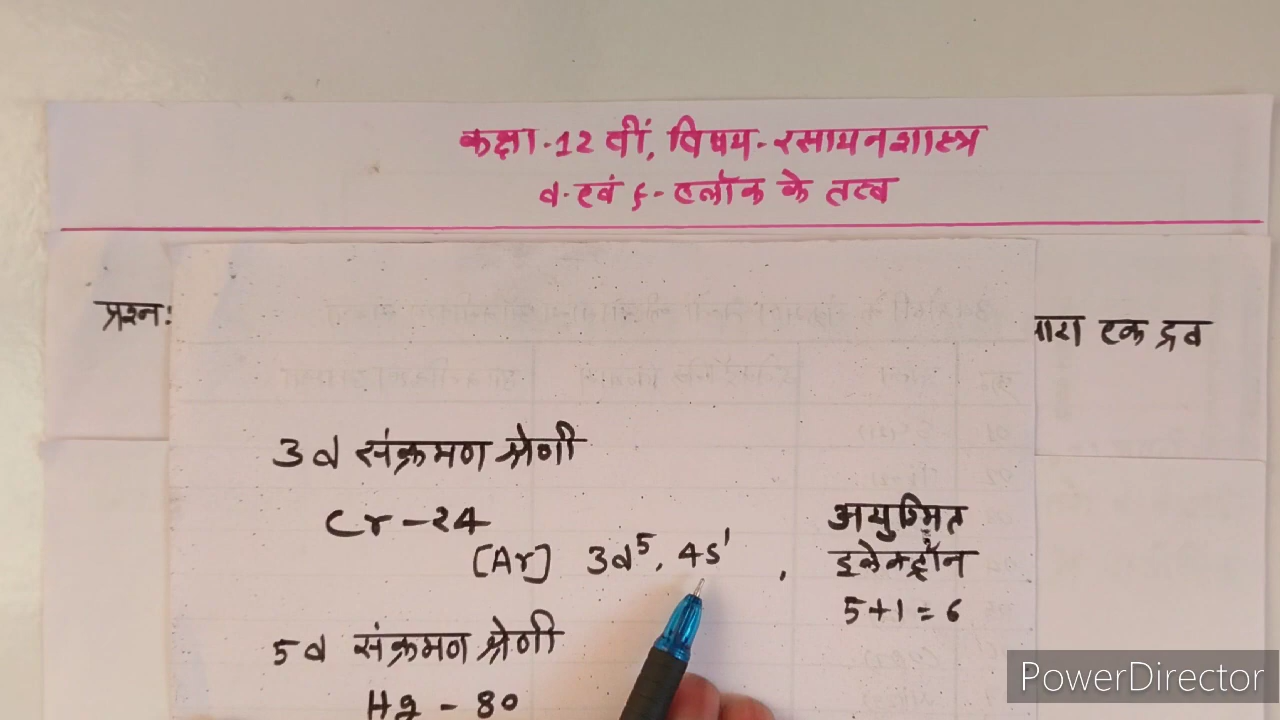 कक्षा-12 वीं, विषय-रसायनशास्त्र
d-एवं f-ब्लॉक के तत्व
प्रश्न:
एक द्रव
3d संक्रमण श्रेणी
Cr-24
[Ar] 3d⁵, 4s¹, अयुग्मित इलेक्ट्रॉन
5+1=6
5d संक्रमण श्रेणी
Hg-80
PowerDirector